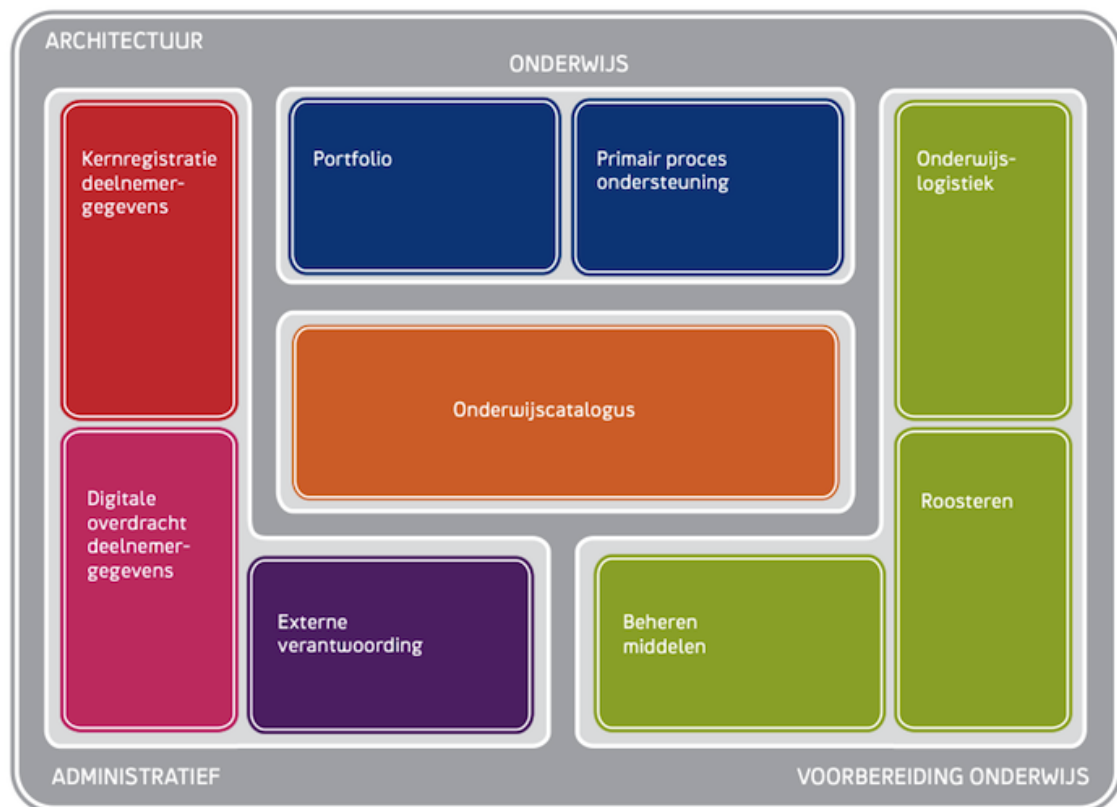 ARCHITECTUUR
ONDERWIJS
Kernregistratie
deelnemer-
gegevens
Portfolio
Primair proces
ondersteuning
Onderwijs-
logistiek
Onderwijscatalogus
Digitale
overdracht
deelnemer-
gegevens
Roosteren
Externe
verantwoording
Beheren
middelen
ADMINISTRATIEF
VOORBEREIDING ONDERWIJS